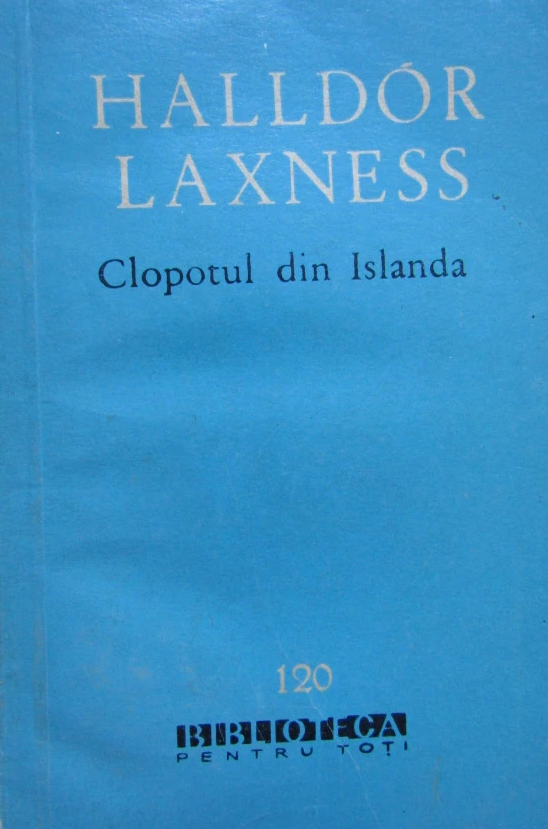 HALLDÓR
LAXNESS
Clopotul din Islanda
120
BIBLIOTECA
PENTRU TOȚI